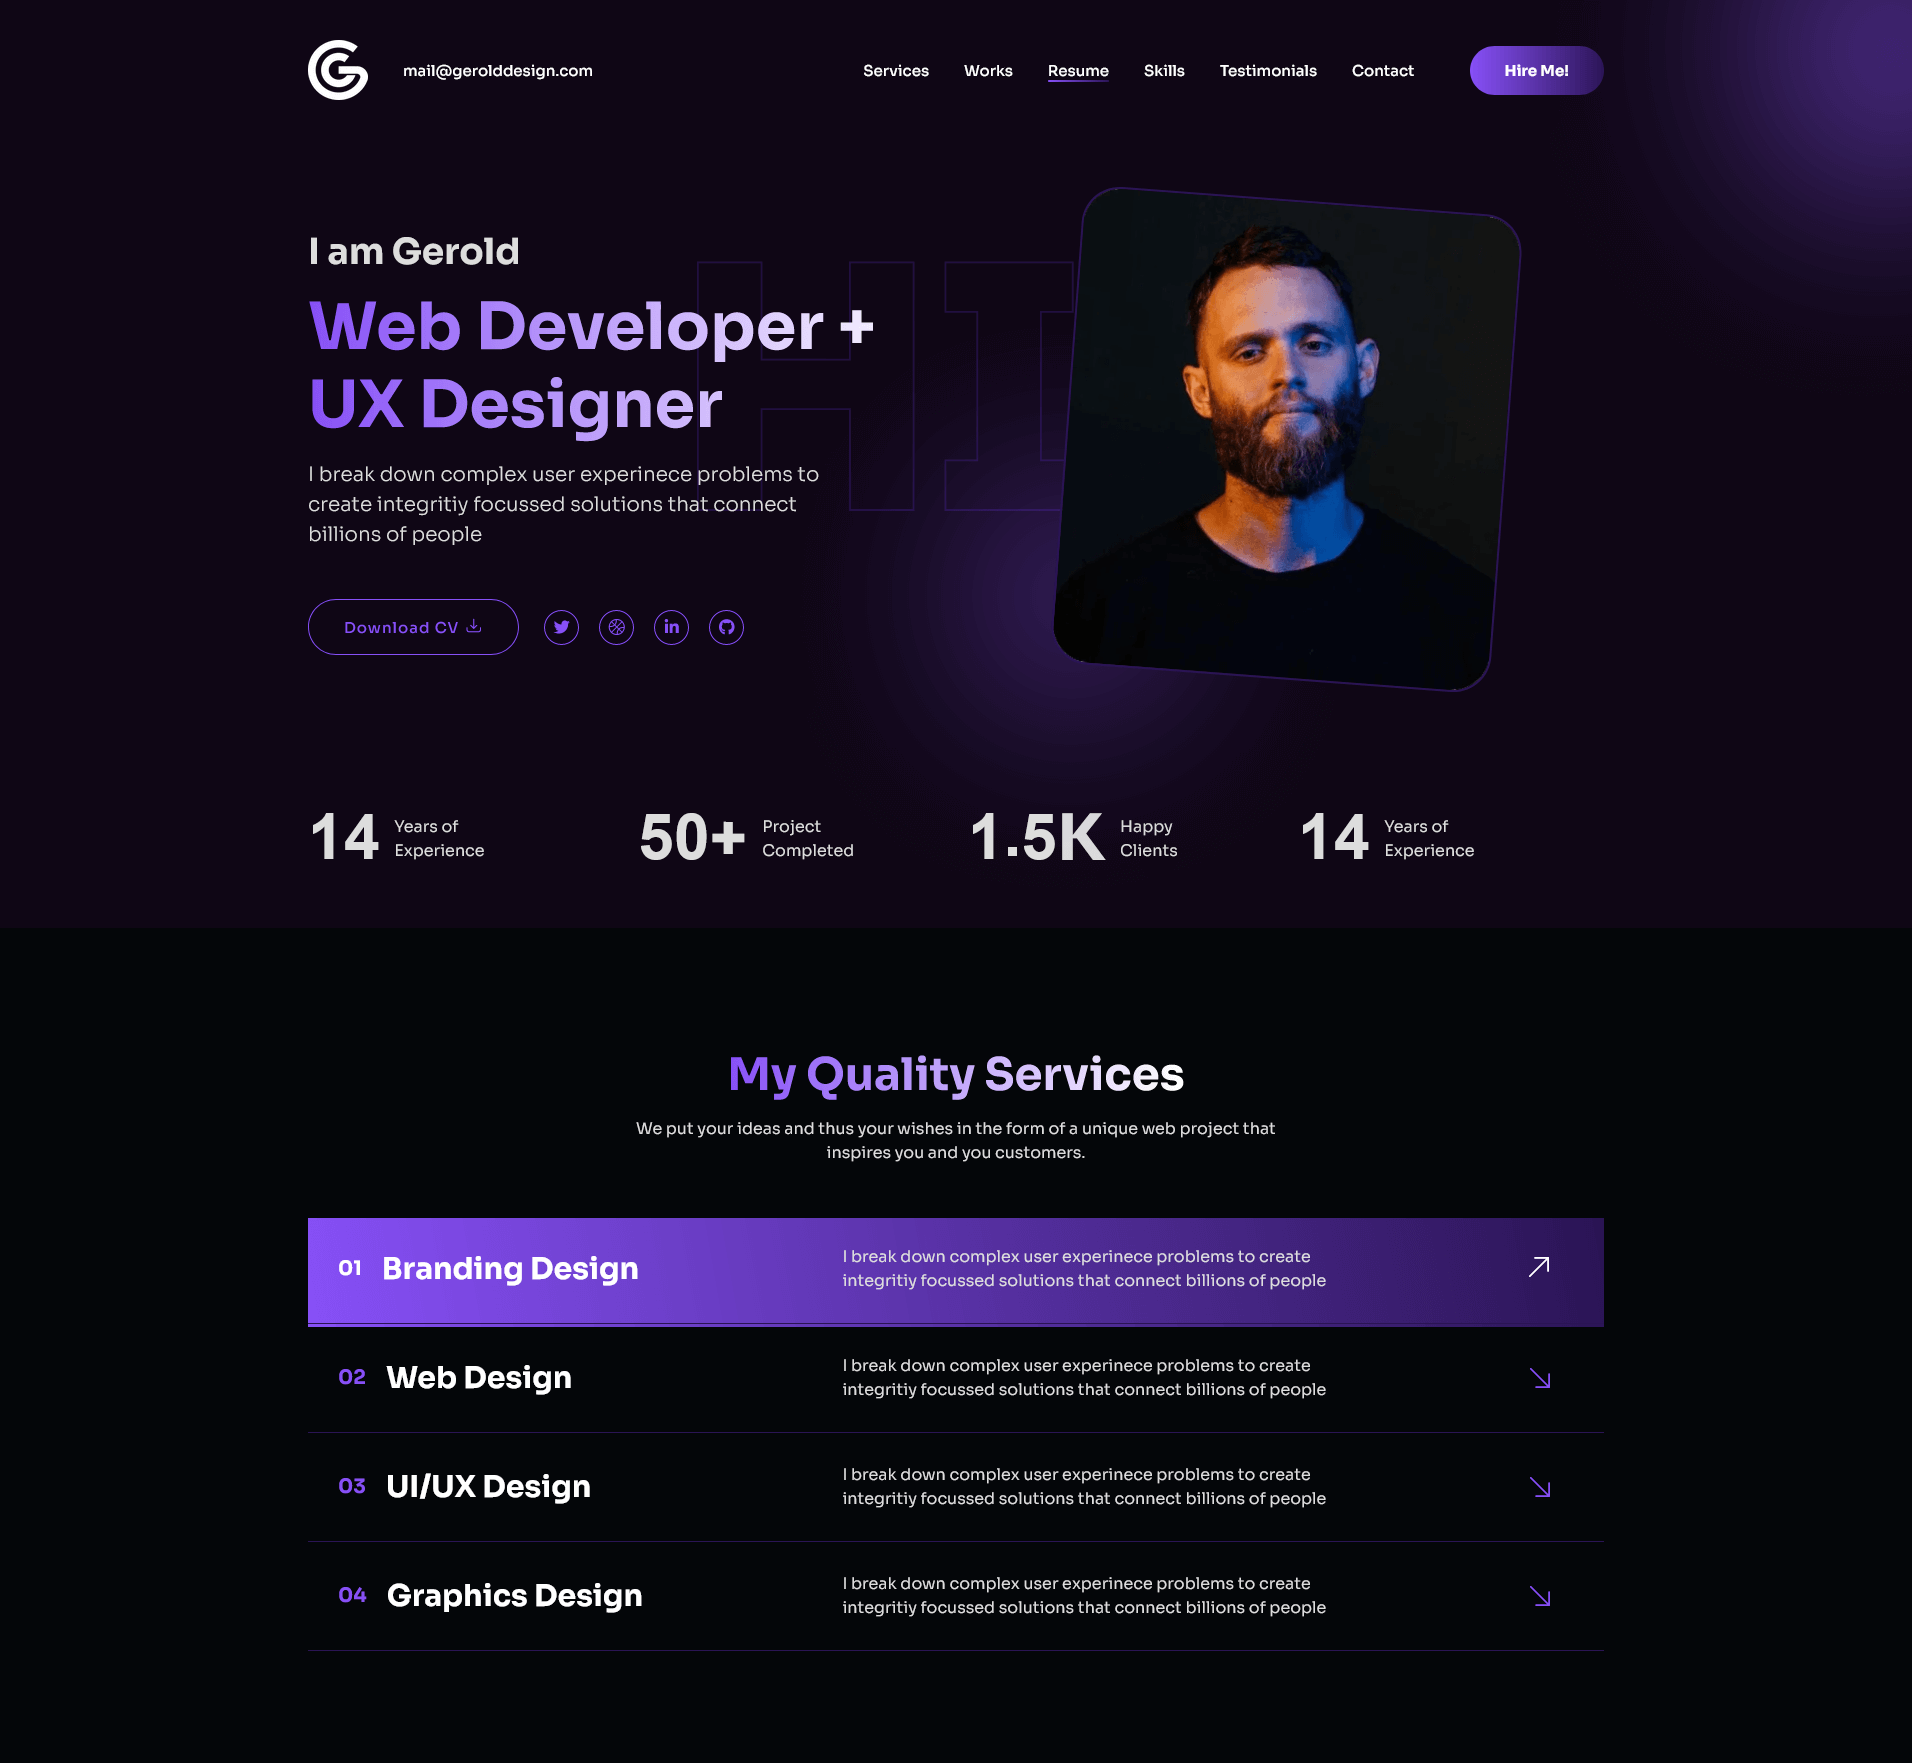 G
mail@gerolddesign.com
Services Works Resume Skills Testimonials Contact Hire Me!
HI
I am Gerold
Web Developer +
UX Designer
I break down complex user experinece problems to
create integritiy focussed solutions that connect
billions of people
Download CV
in
14 Years of
Experience
50+ Project
Completed
1.5K Happy
Clients
14 Years of
Experience
My Quality Services
We put your ideas and thus your wishes in the form of a unique web project that
inspires you and you customers.
01 Branding Design
I break down complex user experinece problems to create
integritiy focussed solutions that connect billions of people
02 Web Design
I break down complex user experinece problems to create
integritiy focussed solutions that connect billions of people
03 UI/UX Design
I break down complex user experinece problems to create
integritiy focussed solutions that connect billions of people
04 Graphics Design
I break down complex user experinece problems to create
integritiy focussed solutions that connect billions of people